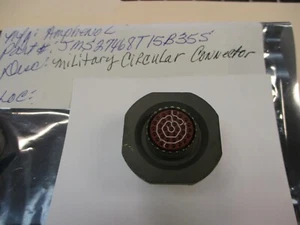 Mfg: Amphenol
Part#: JMS27468T15B35S
Desc: Military Circular Connector
Loc: